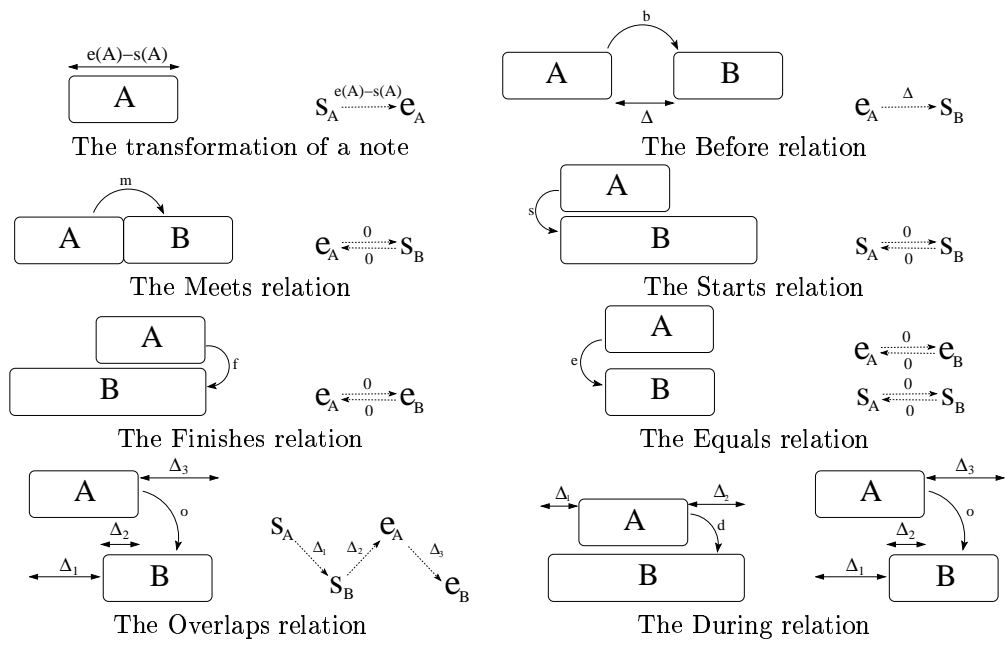 e(A)−s(A)
A
s_A e(A)−s(A) e_A
The transformation of a note
b
A B
Δ
e_A Δ s_B
The Before relation
m
A B
e_A 0 s_B
0
The Meets relation
A
s
B
s_A 0 s_B
0
The Starts relation
A
f
B
e_A 0 e_B
0
The Finishes relation
A
e
B
e_A 0 e_B
0
s_A 0 s_B
0
The Equals relation
Δ₃
A
o
Δ₂
Δ₁
B
s_A e_A
Δ₁ Δ₂ Δ₃
s_B e_B
The Overlaps relation
Δ₁ Δ₂
A
d
B
Δ₃
A
o
Δ₂
Δ₁
B
The During relation